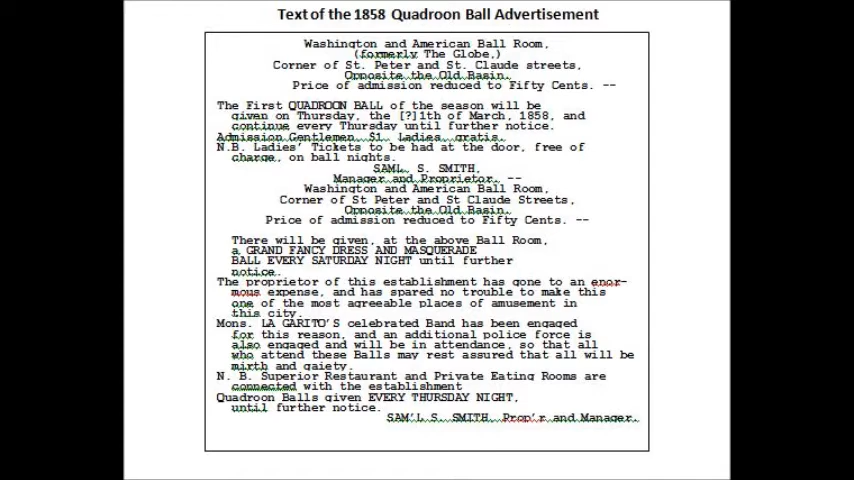 Text of the 1858 Quadroon Ball Advertisement
Washington and American Ball Room,
(formerly The Globe,)
Corner of St. Peter and St. Claude streets,
Opposite the Old Basin.
Price of admission reduced to Fifty Cents. --
The First QUADROON BALL of the season will be
given on Thursday, the [?]1th of March, 1858, and
continue every Thursday until further notice.
Admission Gentlemen, $1. Ladies, gratis.
N.B. Ladies' Tickets to be had at the door, free of
charge, on ball nights.
SAML. S. SMITH,
Manager and Proprietor. --
Washington and American Ball Room,
Corner of St Peter and St Claude Streets,
Opposite the Old Basin.
Price of admission reduced to Fifty Cents. --
There will be given, at the above Ball Room,
a GRAND FANCY DRESS AND MASQUERADE
BALL EVERY SATURDAY NIGHT until further
notice.
The proprietor of this establishment has gone to an enor-
mous expense, and has spared no trouble to make this
one of the most agreeable places of amusement in
this city.
Mons. LA GARITO'S celebrated Band has been engaged
for this reason, and an additional police force is
also engaged and will be in attendance, so that all
who attend these Balls may rest assured that all will be
mirth and gaiety.
N. B. Superior Restaurant and Private Eating Rooms are
connected with the establishment
Quadroon Balls given EVERY THURSDAY NIGHT,
until further notice.
SAM'L S. SMITH, Prop'r and Manager.